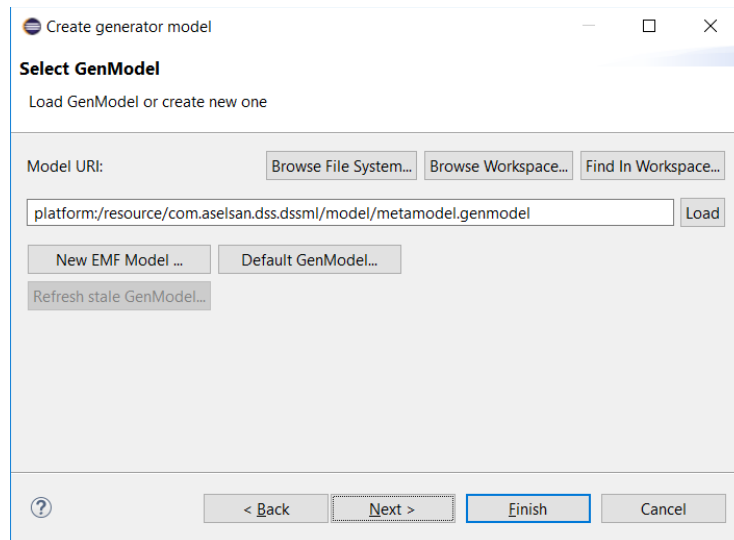 Create generator model
Select GenModel
Load GenModel or create new one
Model URI:
Browse File System...
Browse Workspace...
Find In Workspace...
platform:/resource/com.aselsan.dss.dssml/model/metamodel.genmodel
Load
New EMF Model ...
Default GenModel...
Refresh stale GenModel...
?
< Back
Next >
Finish
Cancel